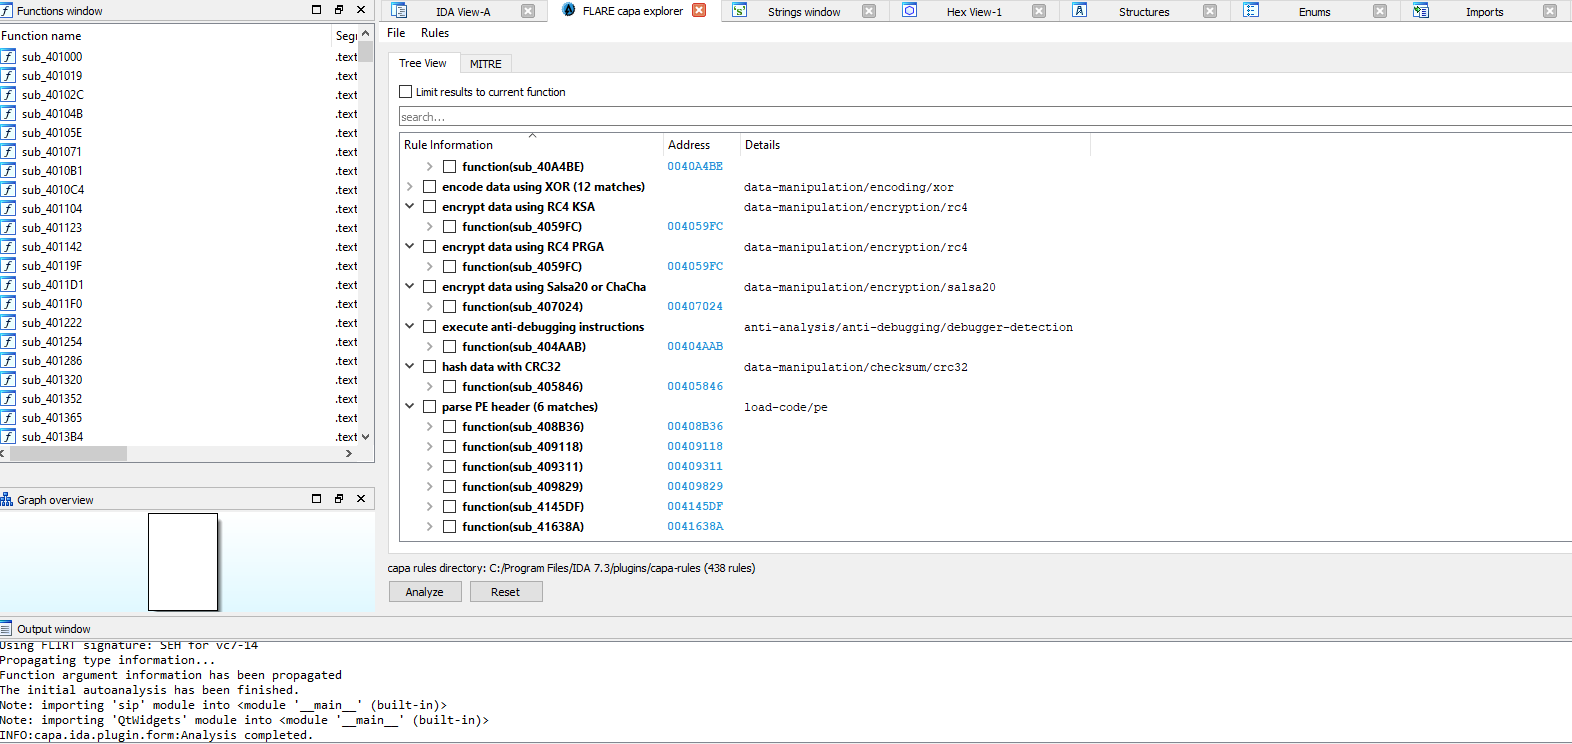 Functions window
Function name Segr
sub_401000 .text
sub_401019 .text
sub_40102C .text
sub_40104B .text
sub_40105E .text
sub_401071 .text
sub_4010B1 .text
sub_4010C4 .text
sub_401104 .text
sub_401123 .text
sub_401142 .text
sub_40119F .text
sub_4011D1 .text
sub_4011F0 .text
sub_401222 .text
sub_401254 .text
sub_401286 .text
sub_401320 .text
sub_401352 .text
sub_401365 .text
sub_4013B4 .text
Graph overview
IDA View-A FLARE capa explorer Strings window Hex View-1 Structures Enums Imports
File Rules
Tree View MITRE
Limit results to current function
search...
Rule Information Address Details
function(sub_40A4BE) 0040A4BE
encode data using XOR (12 matches) data-manipulation/encoding/xor
encrypt data using RC4 KSA data-manipulation/encryption/rc4
function(sub_4059FC) 004059FC
encrypt data using RC4 PRGA data-manipulation/encryption/rc4
function(sub_4059FC) 004059FC
encrypt data using Salsa20 or ChaCha data-manipulation/encryption/salsa20
function(sub_407024) 00407024
execute anti-debugging instructions anti-analysis/anti-debugging/debugger-detection
function(sub_404AAB) 00404AAB
hash data with CRC32 data-manipulation/checksum/crc32
function(sub_405846) 00405846
parse PE header (6 matches) load-code/pe
function(sub_408B36) 00408B36
function(sub_409118) 00409118
function(sub_409311) 00409311
function(sub_409829) 00409829
function(sub_4145DF) 004145DF
function(sub_41638A) 0041638A
capa rules directory: C:/Program Files/IDA 7.3/plugins/capa-rules (438 rules)
Analyze Reset
Output window
Using FLIRT signature: SEH for vc7-14
Propagating type information...
Function argument information has been propagated
The initial autoanalysis has been finished.
Note: importing 'sip' module into <module '__main__' (built-in)>
Note: importing 'QtWidgets' module into <module '__main__' (built-in)>
INFO:capa.ida.plugin.form:Analysis completed.